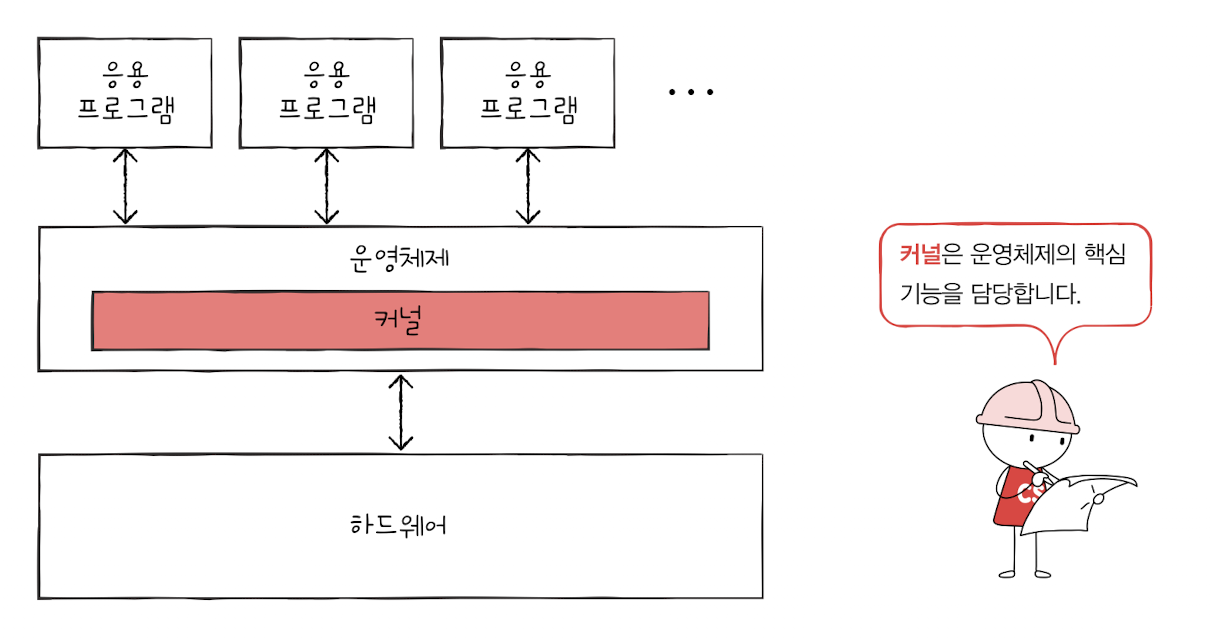 응용
프로그램
응용
프로그램
응용
프로그램
...
운영체제
커널
하드웨어
커널은 운영체제의 핵심
기능을 담당합니다.
CS